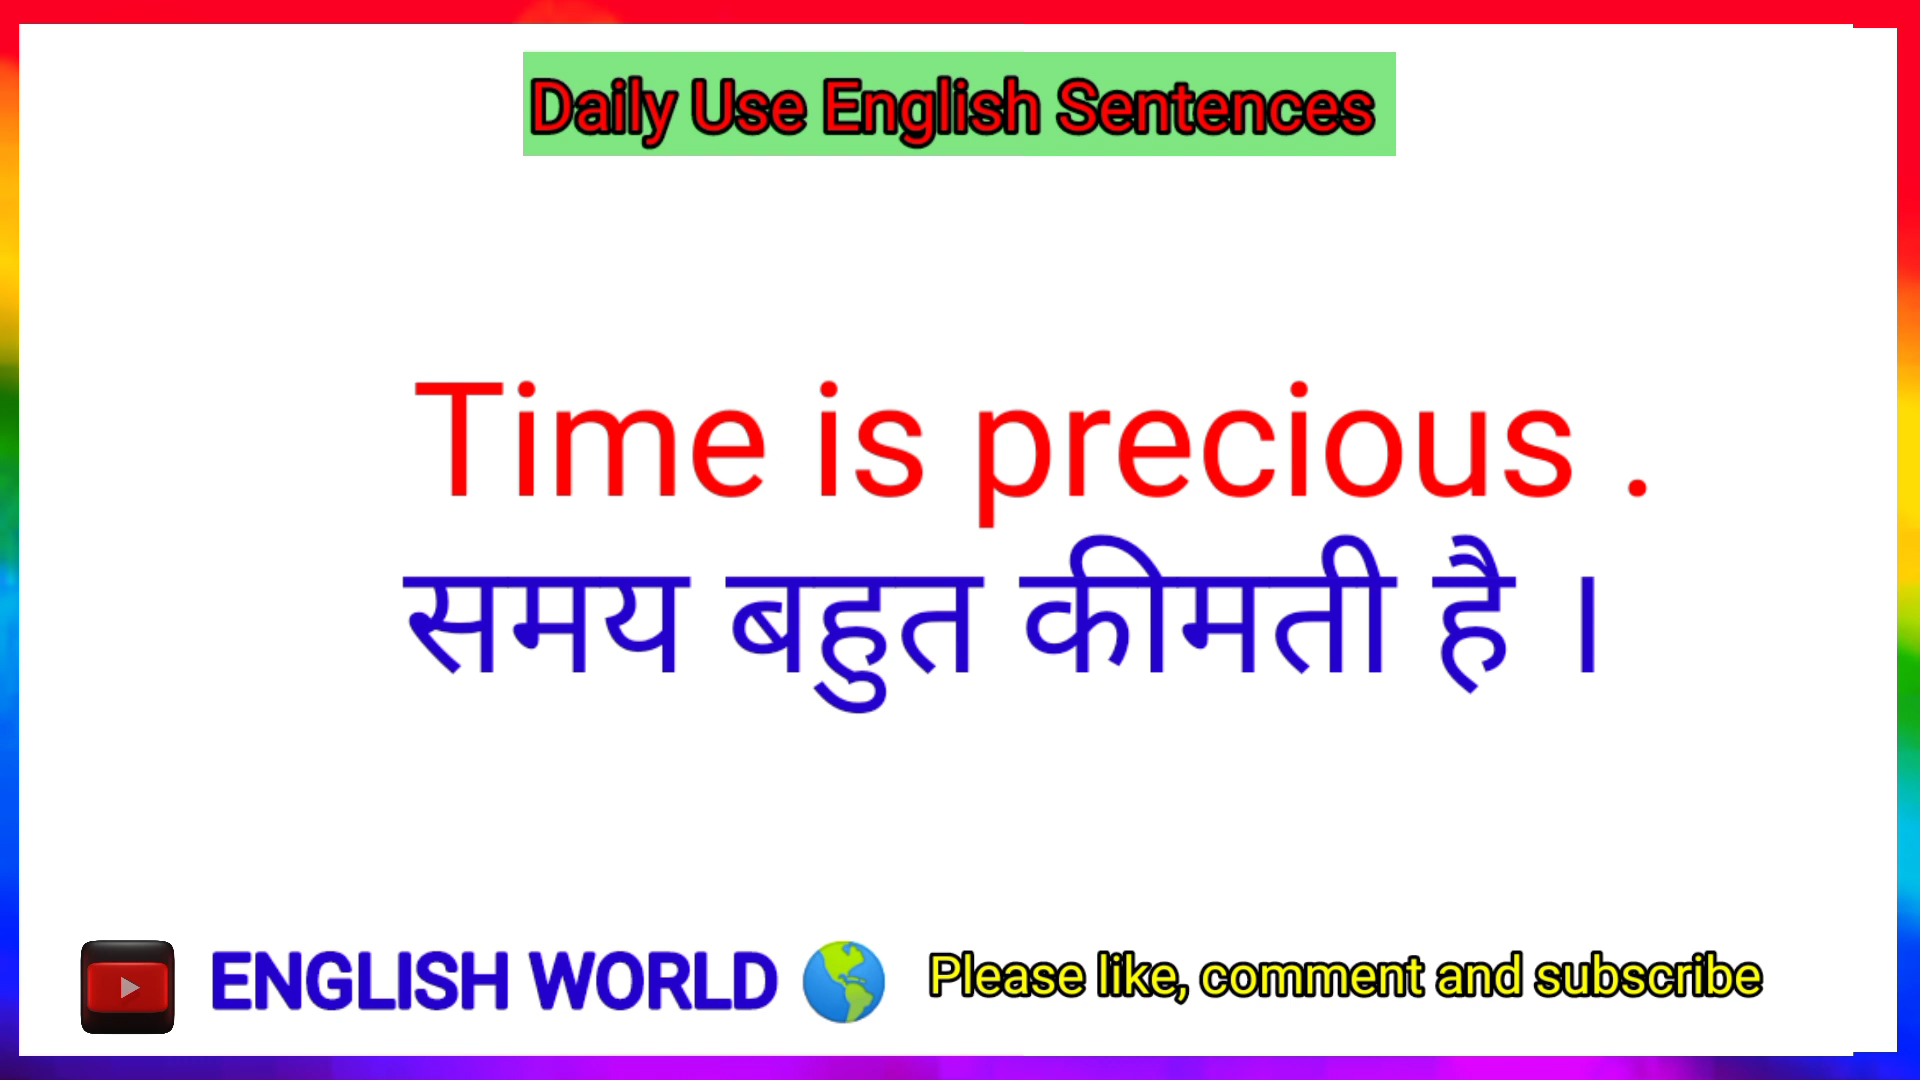 Daily Use English Sentences
Time is precious .
समय बहुत कीमती है ।
ENGLISH WORLD Please like, comment and subscribe